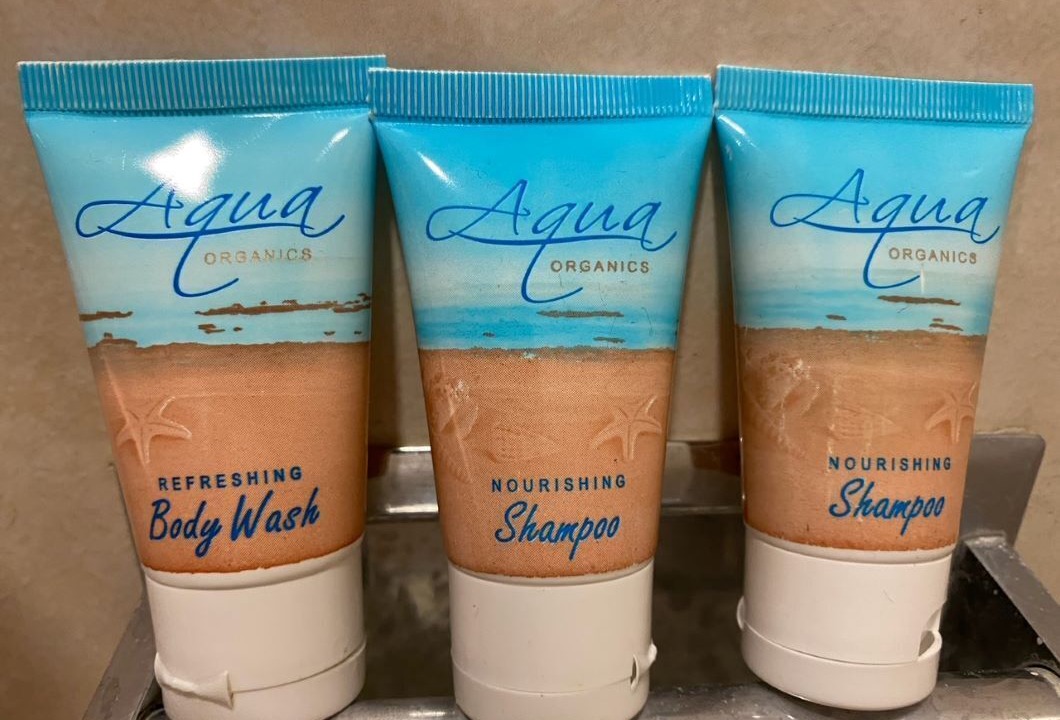 Aqua
ORGANICS
REFRESHING
Body Wash
Aqua
ORGANICS
NOURISHING
Shampoo
Aqua
ORGANICS
NOURISHING
Shampoo